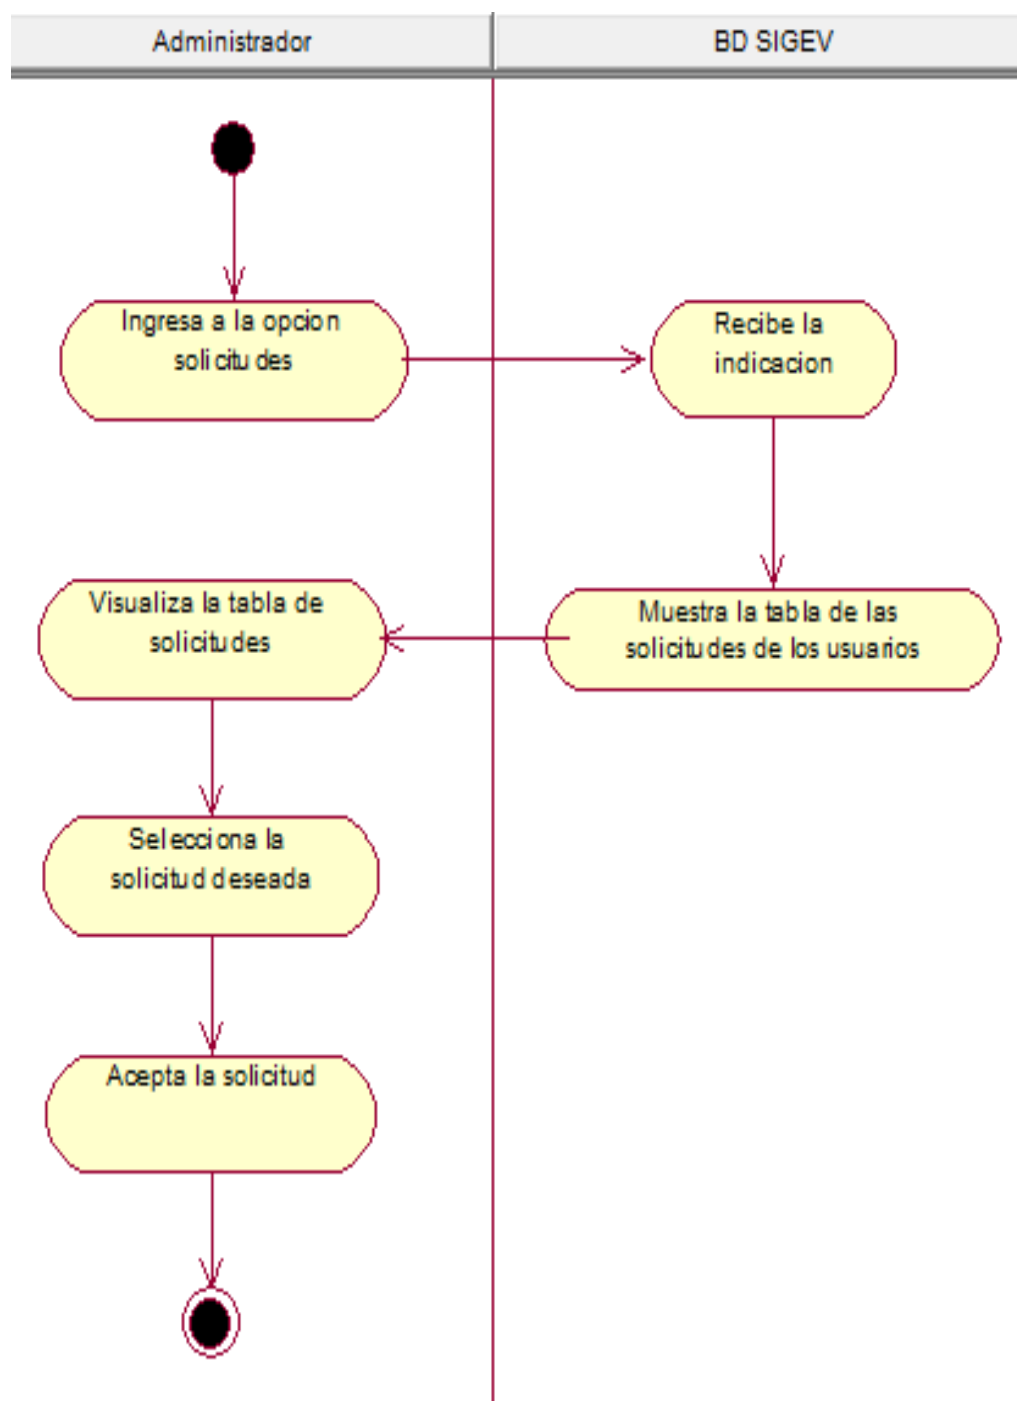 Administrador
BD SIGEV
Ingresa a la opcion
solicitudes
Recibe la
indicacion
Visualiza la tabla de
solicitudes
Muestra la tabla de las
solicitudes de los usuarios
Selecciona la
solicitud deseada
Acepta la solicitud